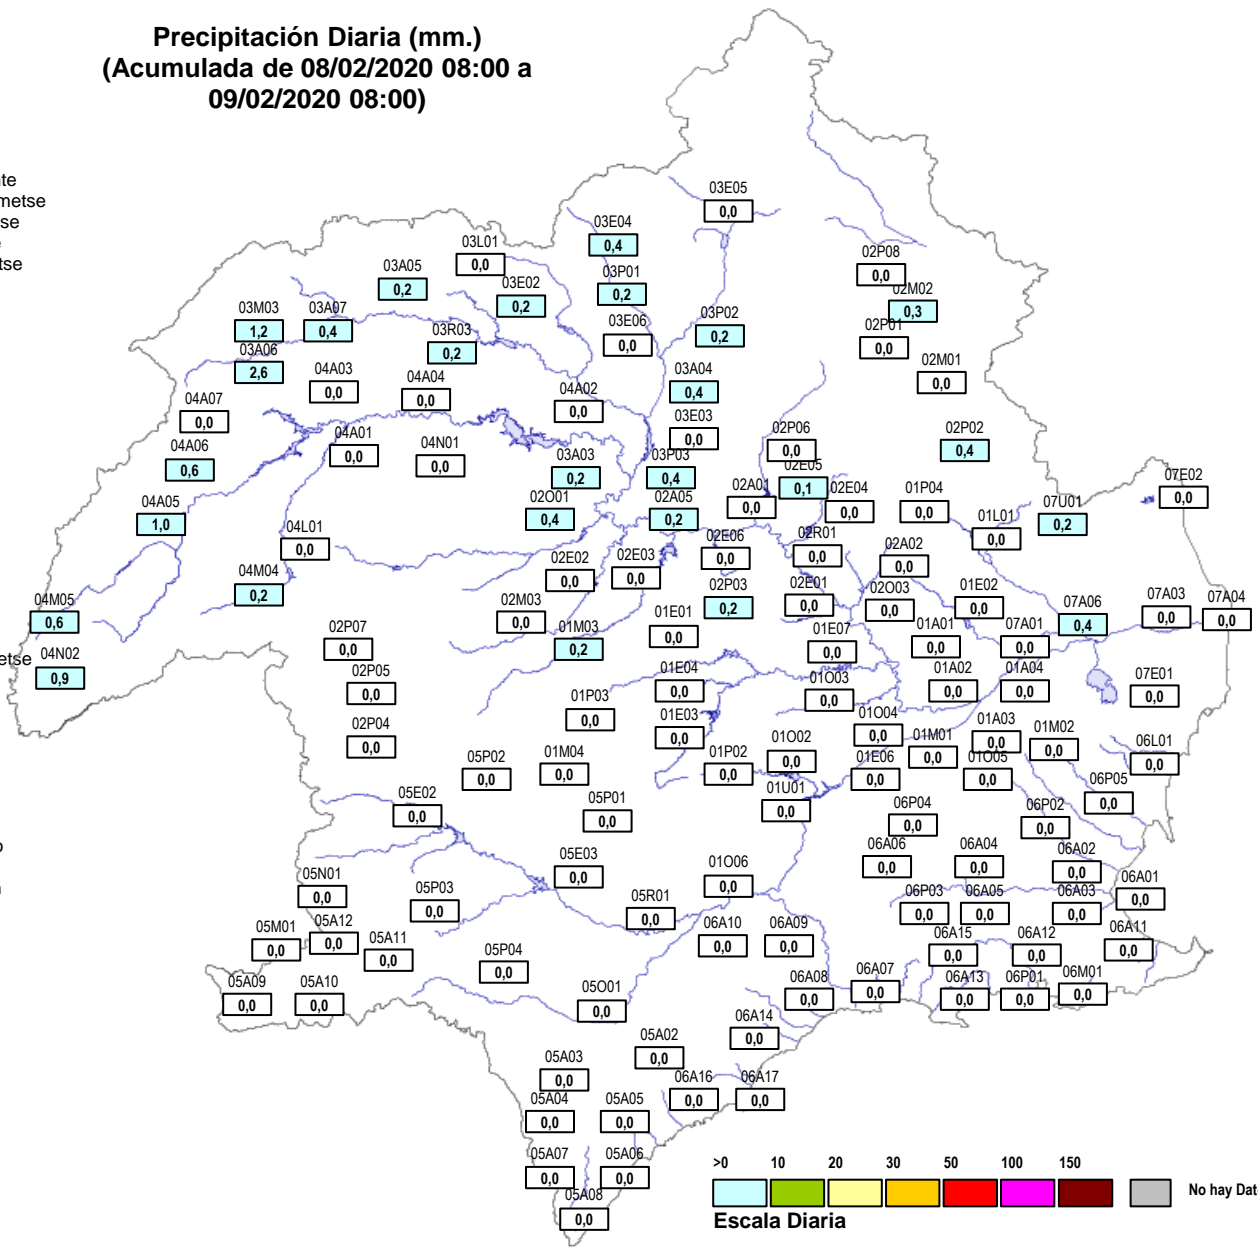 Precipitación Diaria (mm.)
(Acumulada de 08/02/2020 08:00 a
09/02/2020 08:00)
nte
metse
se
e
tse
etse
o
n
03E05
0,0
03E04
0,4
03L01
0,0
02P08
0,0
03A05
0,2
03P01
0,2
03E02
0,2
02M02
0,3
03M03
1,2
03A07
0,4
03P02
0,2
03E06
0,0
02P01
0,0
03R03
0,2
03A06
2,6
02M01
0,0
04A03
0,0
04A04
0,0
03A04
0,4
04A02
0,0
04A07
0,0
03E03
0,0
02P06
0,0
02P02
0,4
04A01
0,0
04N01
0,0
04A06
0,6
03A03
0,2
03P03
0,4
02E05
0,1
07E02
0,0
02A01
0,0
02E04
0,0
01P04
0,0
02O01
0,4
02A05
0,2
04A05
1,0
07U01
0,2
01L01
0,0
04L01
0,0
02E06
0,0
02R01
0,0
02A02
0,0
02E02
0,0
02E03
0,0
04M04
0,2
02P03
0,2
02E01
0,0
02O03
0,0
01E02
0,0
04M05
0,6
02M03
0,0
07A06
0,4
07A03
0,0
07A04
0,0
01E01
0,0
02P07
0,0
01M03
0,2
01E07
0,0
01A01
0,0
07A01
0,0
04N02
0,9
02P05
0,0
01E04
0,0
01O03
0,0
01A02
0,0
01A04
0,0
07E01
0,0
01P03
0,0
02P04
0,0
01E03
0,0
01O04
0,0
01A03
0,0
01M02
0,0
01M01
0,0
01O02
0,0
06L01
0,0
05P02
0,0
01M04
0,0
01P02
0,0
01E06
0,0
01O05
0,0
05E02
0,0
05P01
0,0
01U01
0,0
06P05
0,0
06P04
0,0
06P02
0,0
05E03
0,0
01O06
0,0
06A06
0,0
06A04
0,0
06A02
0,0
05N01
0,0
05P03
0,0
05R01
0,0
06P03
0,0
06A05
0,0
06A03
0,0
06A01
0,0
05M01
0,0
05A12
0,0
05A11
0,0
06A10
0,0
06A09
0,0
06A15
0,0
06A12
0,0
06A11
0,0
05P04
0,0
05A09
0,0
05A10
0,0
05O01
0,0
06A08
0,0
06A07
0,0
06A13
0,0
06P01
0,0
06M01
0,0
06A14
0,0
05A02
0,0
05A03
0,0
06A16
0,0
06A17
0,0
05A04
0,0
05A05
0,0
05A07
0,0
05A06
0,0
05A08
0,0
>0 10 20 30 50 100 150
No hay Dat
Escala Diaria